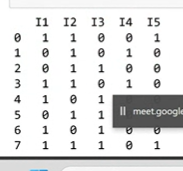 I1 I2 I3 I4 I5
0 1 1 0 0 1
1 0 1 0 1 0
2 0 1 1 0 0
3 1 1 0 1 0
4 1 0 1
5 0 1 1
6 1 0 1 0
7 1 1 1 0 1
meet.google